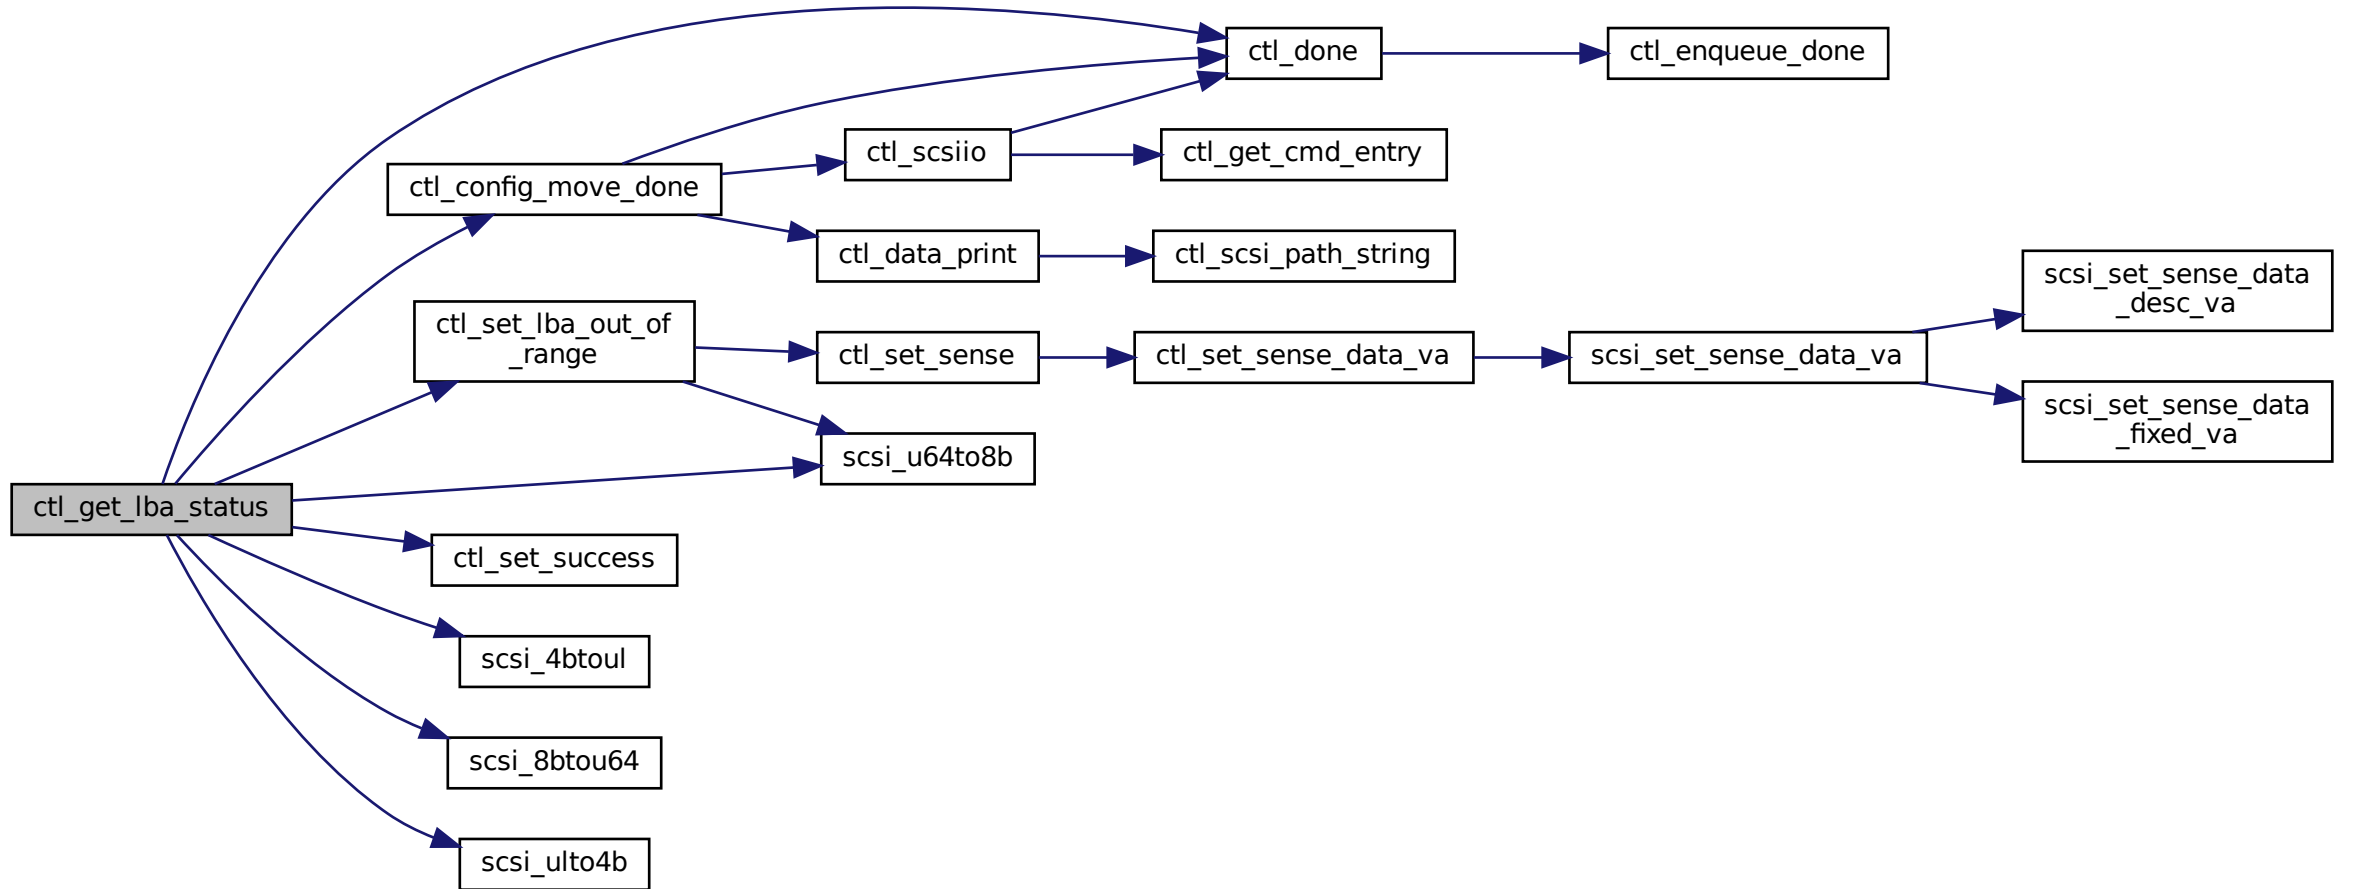 ctl_done
ctl_enqueue_done
ctl_scsiio
ctl_get_cmd_entry
ctl_config_move_done
ctl_data_print
ctl_scsi_path_string
scsi_set_sense_data
_desc_va
ctl_set_lba_out_of
_range
ctl_set_sense
ctl_set_sense_data_va
scsi_set_sense_data_va
scsi_set_sense_data
_fixed_va
scsi_u64to8b
ctl_get_lba_status
ctl_set_success
scsi_4btoul
scsi_8btou64
scsi_ulto4b